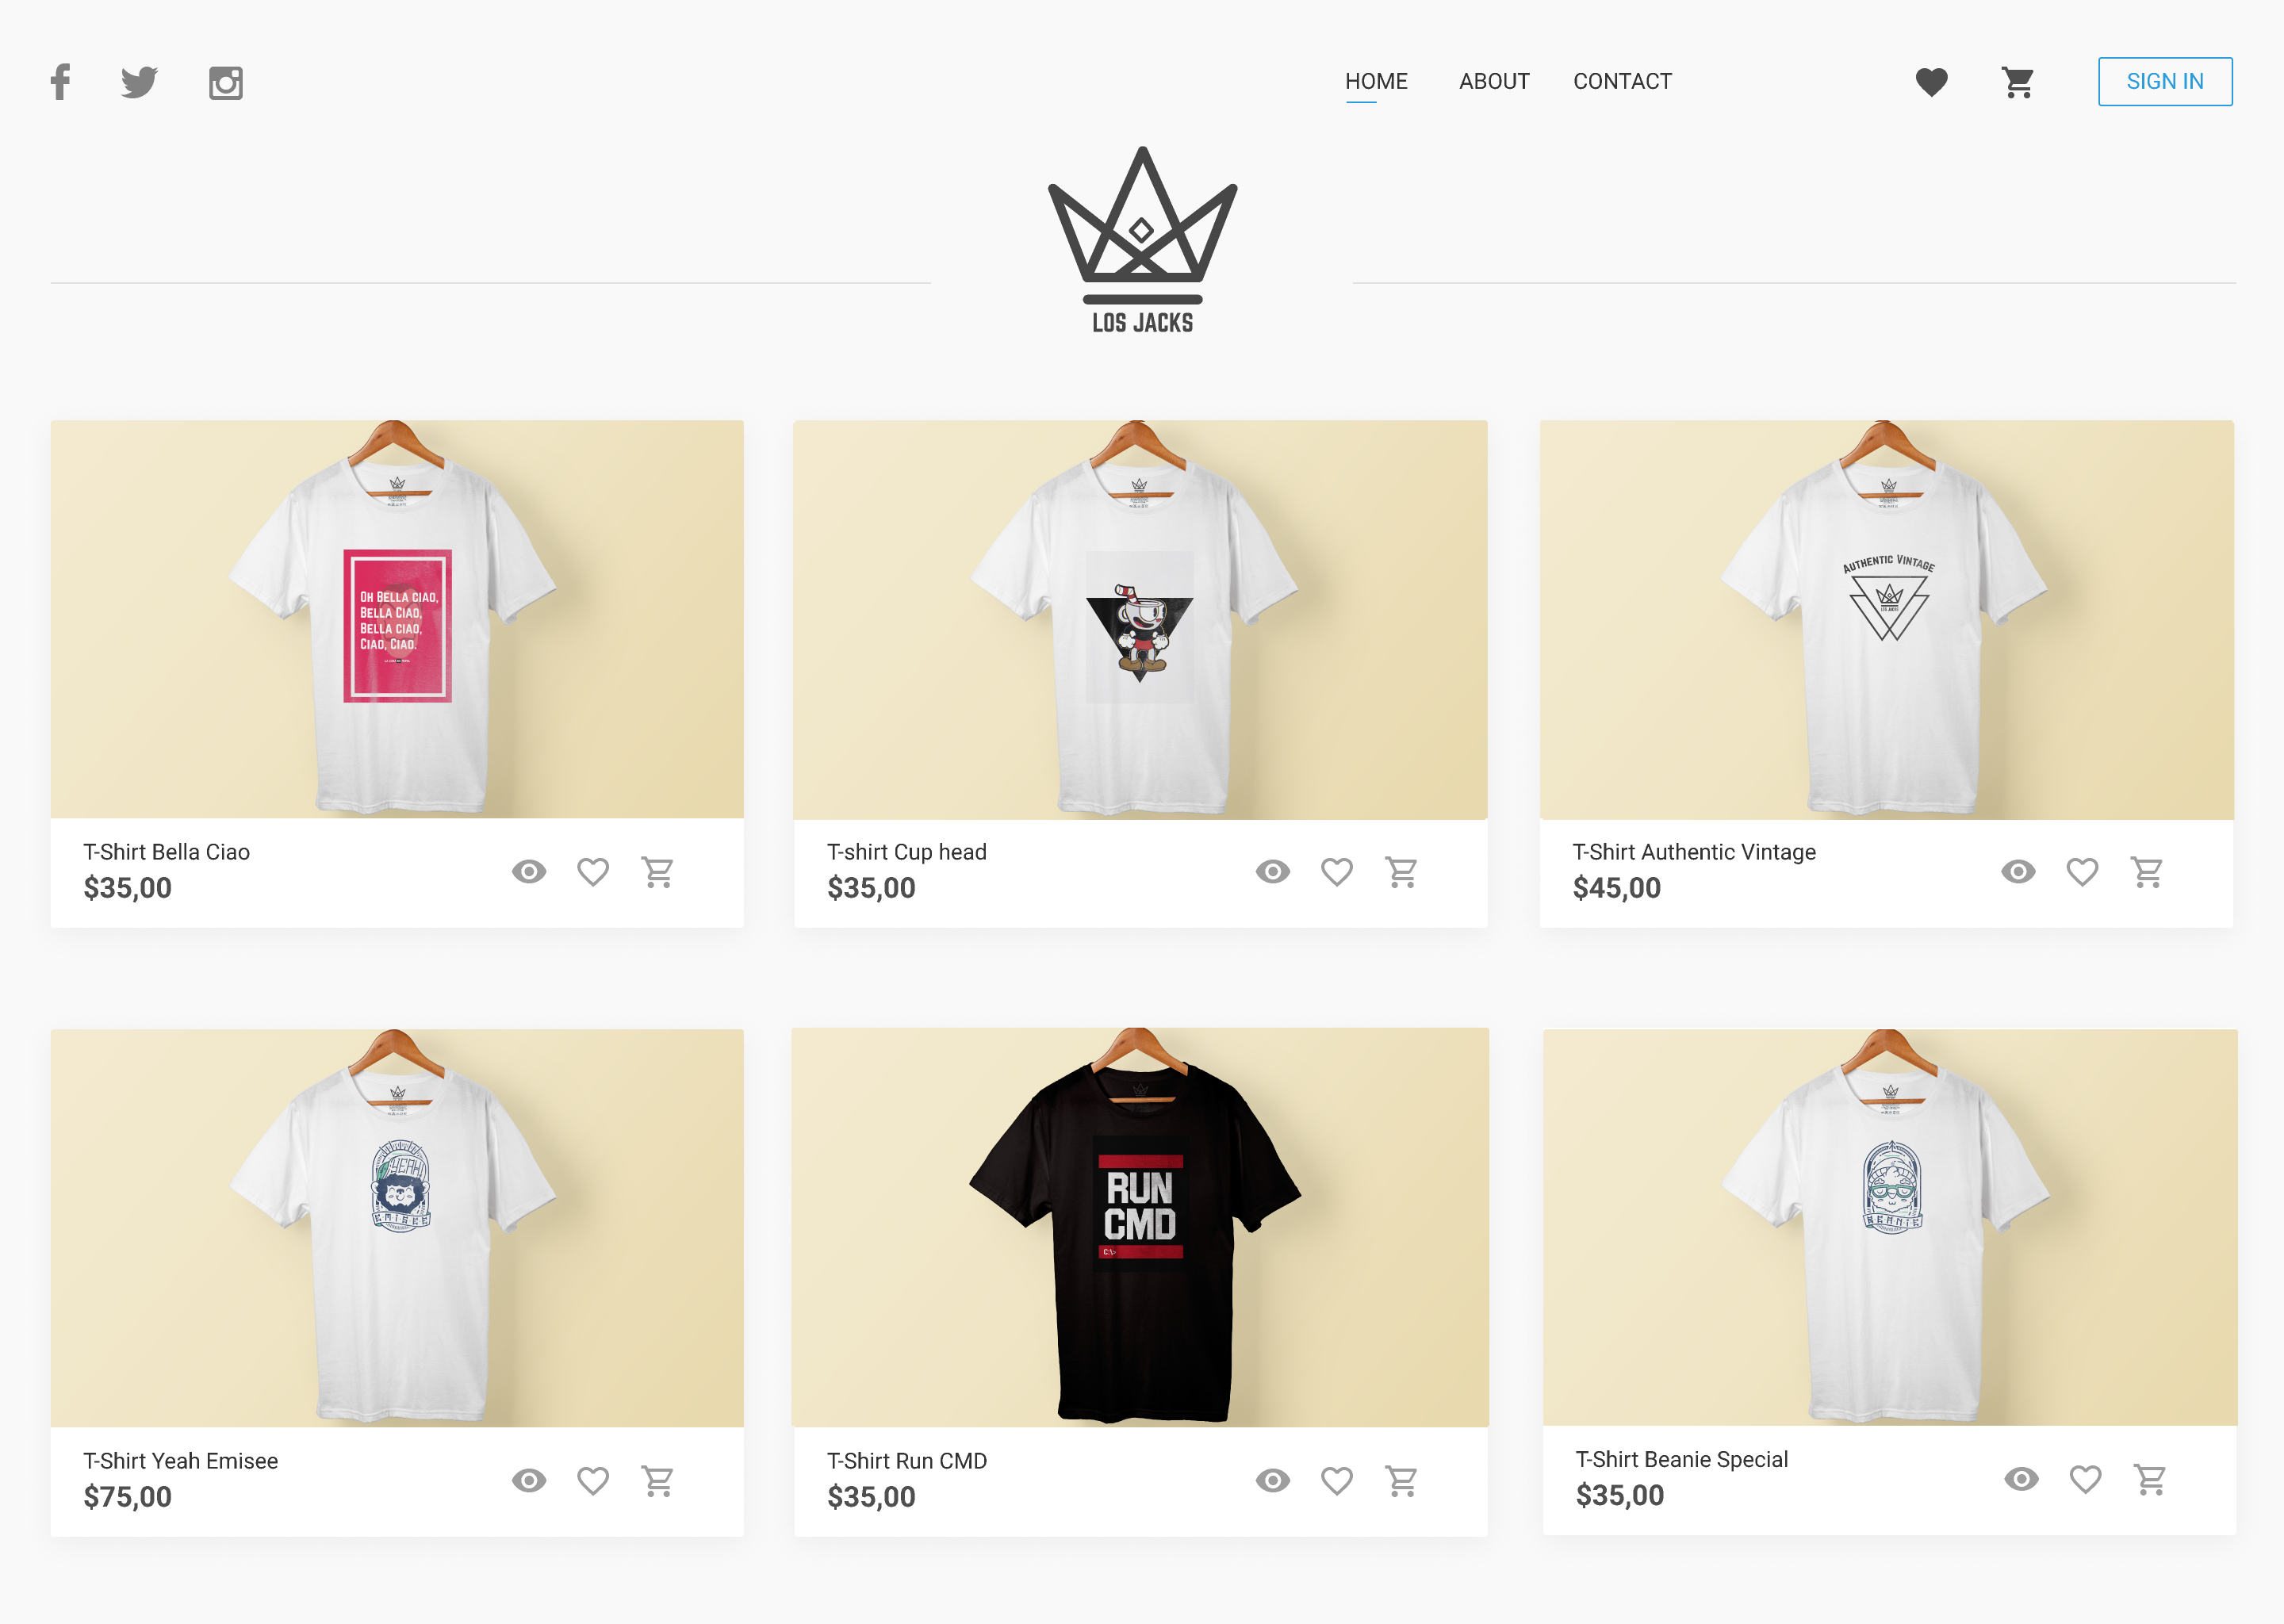 HOME ABOUT CONTACT SIGN IN
LOS JACKS
OH BELLA CIAO,
BELLA CIAO,
BELLA CIAO,
CIAO, CIAO.
AUTHENTIC VINTAGE
LOS JACKS
T-Shirt Bella Ciao
$35,00
T-shirt Cup head
$35,00
T-Shirt Authentic Vintage
$45,00
YEAH!
EMISEE
RUN
CMD
C:\>
BEANIE
T-Shirt Yeah Emisee
$75,00
T-Shirt Run CMD
$35,00
T-Shirt Beanie Special
$35,00